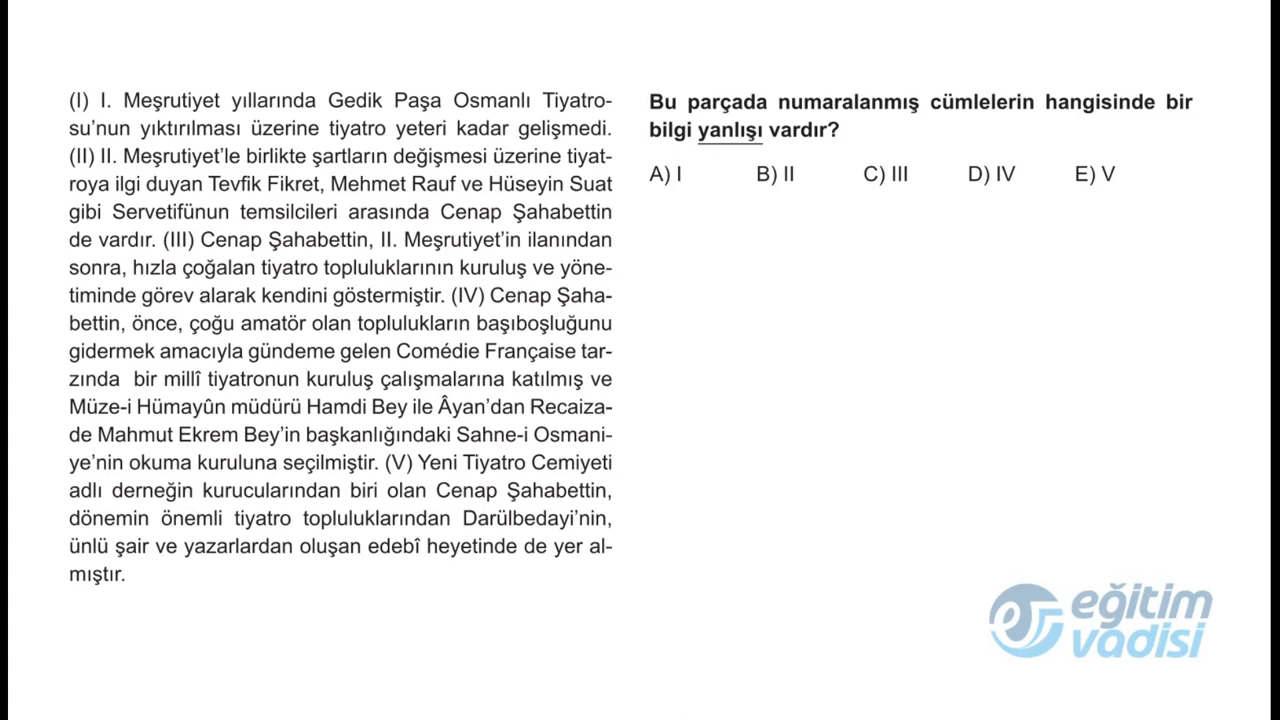 (I) I. Meşrutiyet yıllarında Gedik Paşa Osmanlı Tiyatro-
su'nun yıktırılması üzerine tiyatro yeteri kadar gelişmedi.
(II) II. Meşrutiyet'le birlikte şartların değişmesi üzerine tiyat-
roya ilgi duyan Tevfik Fikret, Mehmet Rauf ve Hüseyin Suat
gibi Servetifünun temsilcileri arasında Cenap Şahabettin
de vardır. (III) Cenap Şahabettin, II. Meşrutiyet'in ilanından
sonra, hızla çoğalan tiyatro topluluklarının kuruluş ve yöne-
timinde görev alarak kendini göstermiştir. (IV) Cenap Şaha-
bettin, önce, çoğu amatör olan toplulukların başıboşluğunu
gidermek amacıyla gündeme gelen Comédie Française tar-
zında bir millî tiyatronun kuruluş çalışmalarına katılmış ve
Müze-i Hümayûn müdürü Hamdi Bey ile Âyan'dan Recaiza-
de Mahmut Ekrem Bey'in başkanlığındaki Sahne-i Osmani-
ye'nin okuma kuruluna seçilmiştir. (V) Yeni Tiyatro Cemiyeti
adlı derneğin kurucularından biri olan Cenap Şahabettin,
dönemin önemli tiyatro topluluklarından Darülbedayi'nin,
ünlü şair ve yazarlardan oluşan edebî heyetinde de yer al-
mıştır.
Bu parçada numaralanmış cümlelerin hangisinde bir
bilgi yanlışı vardır?
A) I B) II C) III D) IV E) V
eğitim
vadisi